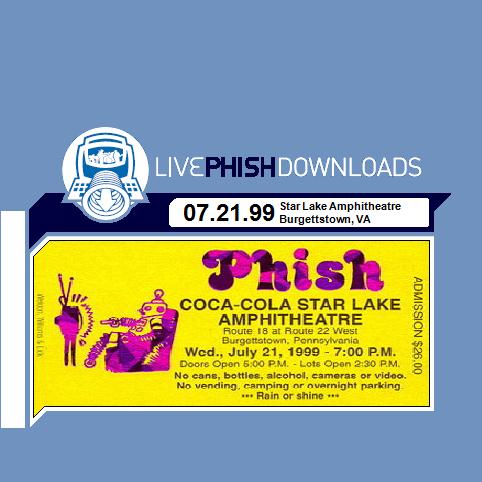 LIVEPHISHDOWNLOADS
07.21.99
Star Lake Amphitheatre
Burgettstown, VA
Phish
COCA-COLA STAR LAKE
AMPHITHEATRE
Route 18 at Route 22 West
Burgettstown, Pennsylvania
Wed., July 21, 1999 - 7:00 P.M.
Doors Open 5:00 P.M. - Lots Open 2:30 P.M.
No cans, bottles, alcohol, cameras or video.
No vending, camping or overnight parking.
*** Rain or shine ***
ADMISSION $26.00